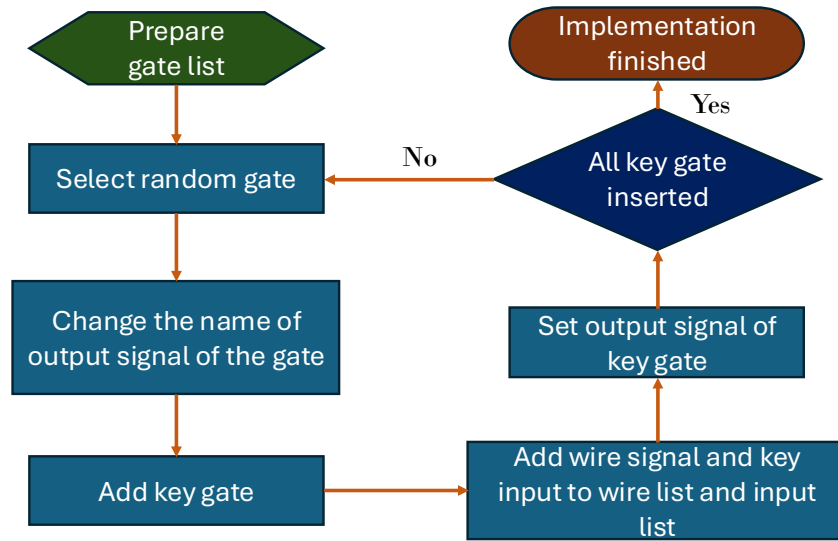 Prepare
gate list
Select random gate
Change the name of
output signal of the gate
Add key gate
Add wire signal and key
input to wire list and input
list
Set output signal of
key gate
All key gate
inserted
No
Yes
Implementation
finished